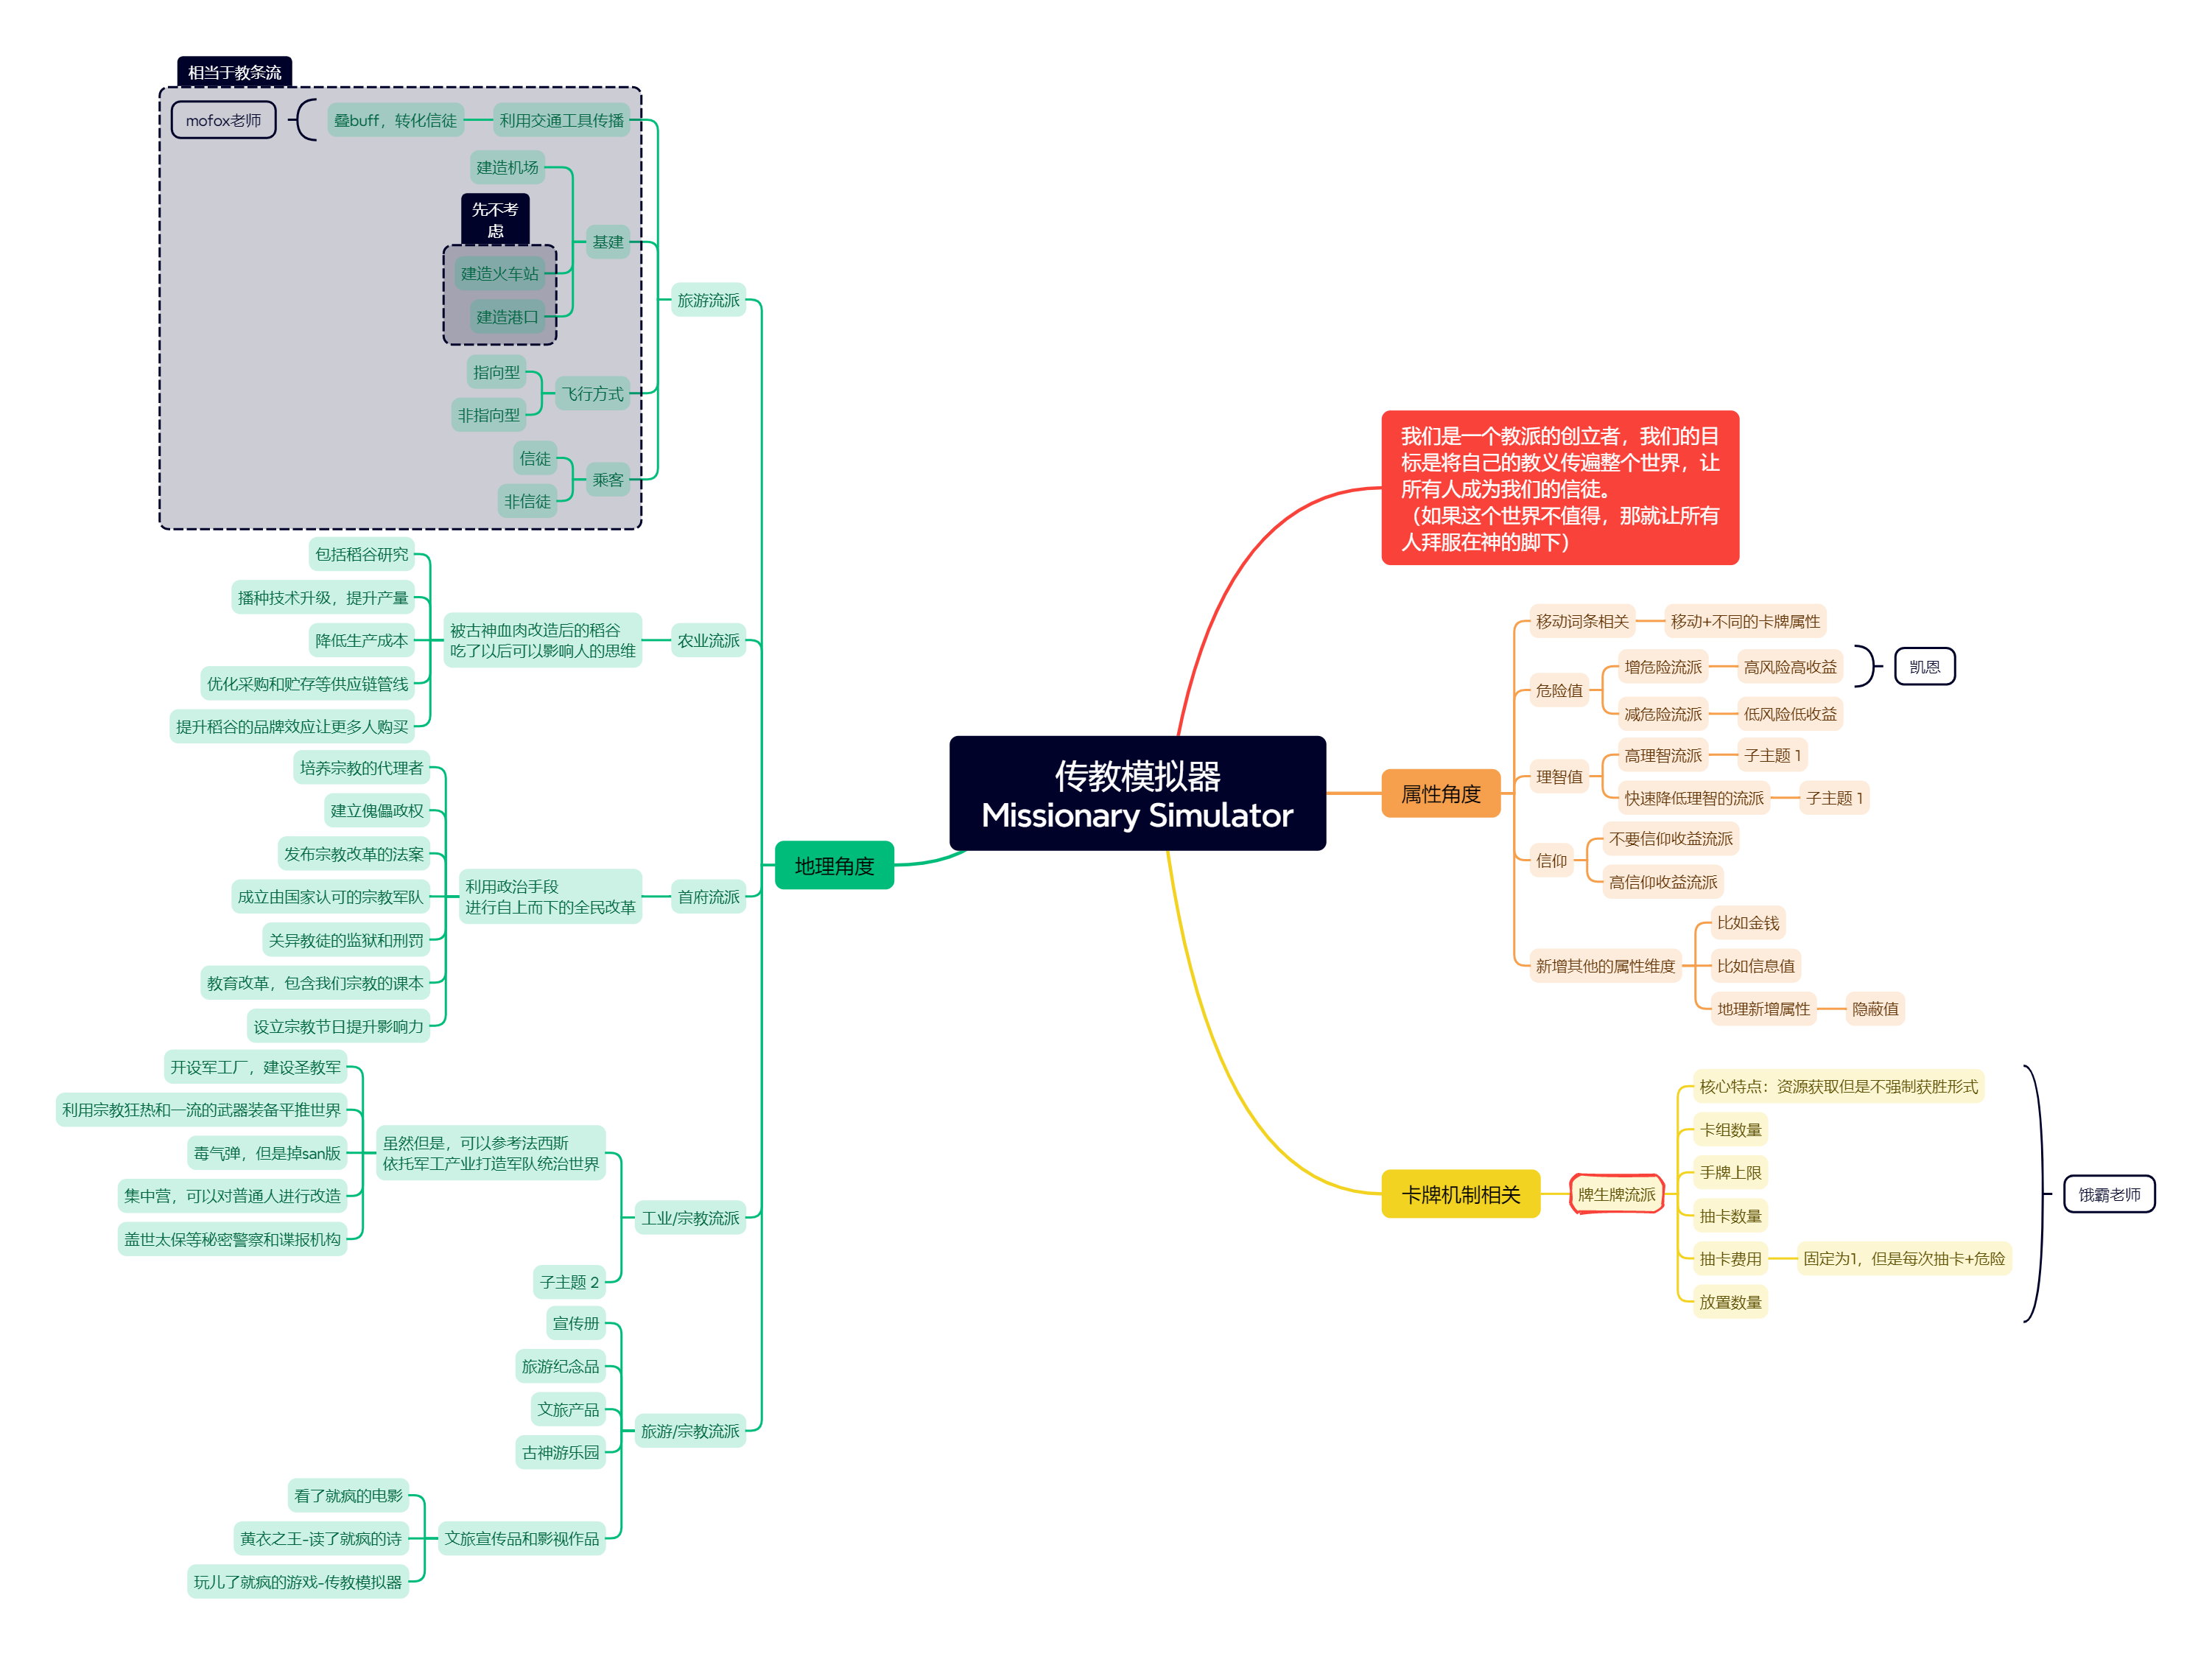 传教模拟器
Missionary Simulator
我们是一个教派的创立者，我们的目
标是将自己的教义传遍整个世界，让
所有人成为我们的信徒。
（如果这个世界不值得，那就让所有
人拜服在神的脚下）
属性角度
移动词条相关
移动+不同的卡牌属性
危险值
增危险流派
高风险高收益
凯恩
减危险流派
低风险低收益
理智值
高理智流派
子主题 1
快速降低理智的流派
子主题 1
信仰
不要信仰收益流派
高信仰收益流派
新增其他的属性维度
比如金钱
比如信息值
地理新增属性
隐蔽值
卡牌机制相关
牌生牌流派
核心特点：资源获取但是不强制获胜形式
卡组数量
手牌上限
抽卡数量
抽卡费用
固定为1，但是每次抽卡+危险
放置数量
饿霸老师
地理角度
旅游流派
相当于教条流
利用交通工具传播
叠buff，转化信徒
mofox老师
基建
建造机场
先不考
虑
建造火车站
建造港口
飞行方式
指向型
非指向型
乘客
信徒
非信徒
农业流派
被古神血肉改造后的稻谷
吃了以后可以影响人的思维
包括稻谷研究
播种技术升级，提升产量
降低生产成本
优化采购和贮存等供应链管线
提升稻谷的品牌效应让更多人购买
首府流派
利用政治手段
进行自上而下的全民改革
培养宗教的代理者
建立傀儡政权
发布宗教改革的法案
成立由国家认可的宗教军队
关异教徒的监狱和刑罚
教育改革，包含我们宗教的课本
设立宗教节日提升影响力
工业/宗教流派
虽然但是，可以参考法西斯
依托军工产业打造军队统治世界
开设军工厂，建设圣教军
利用宗教狂热和一流的武器装备平推世界
毒气弹，但是掉san版
集中营，可以对普通人进行改造
盖世太保等秘密警察和谍报机构
子主题 2
旅游/宗教流派
宣传册
旅游纪念品
文旅产品
古神游乐园
文旅宣传品和影视作品
看了就疯的电影
黄衣之王-读了就疯的诗
玩儿了就疯的游戏-传教模拟器